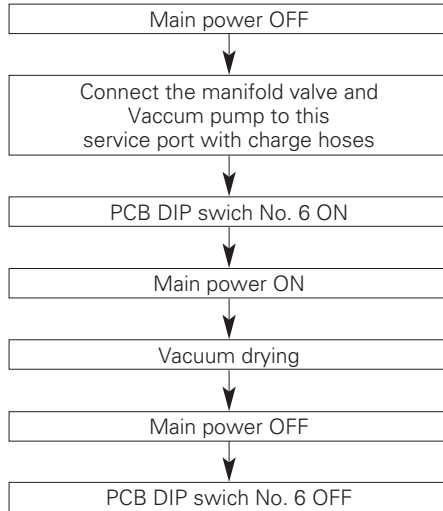 Main power OFF
Connect the manifold valve and
Vaccum pump to this
service port with charge hoses
PCB DIP swich No. 6 ON
Main power ON
Vacuum drying
Main power OFF
PCB DIP swich No. 6 OFF